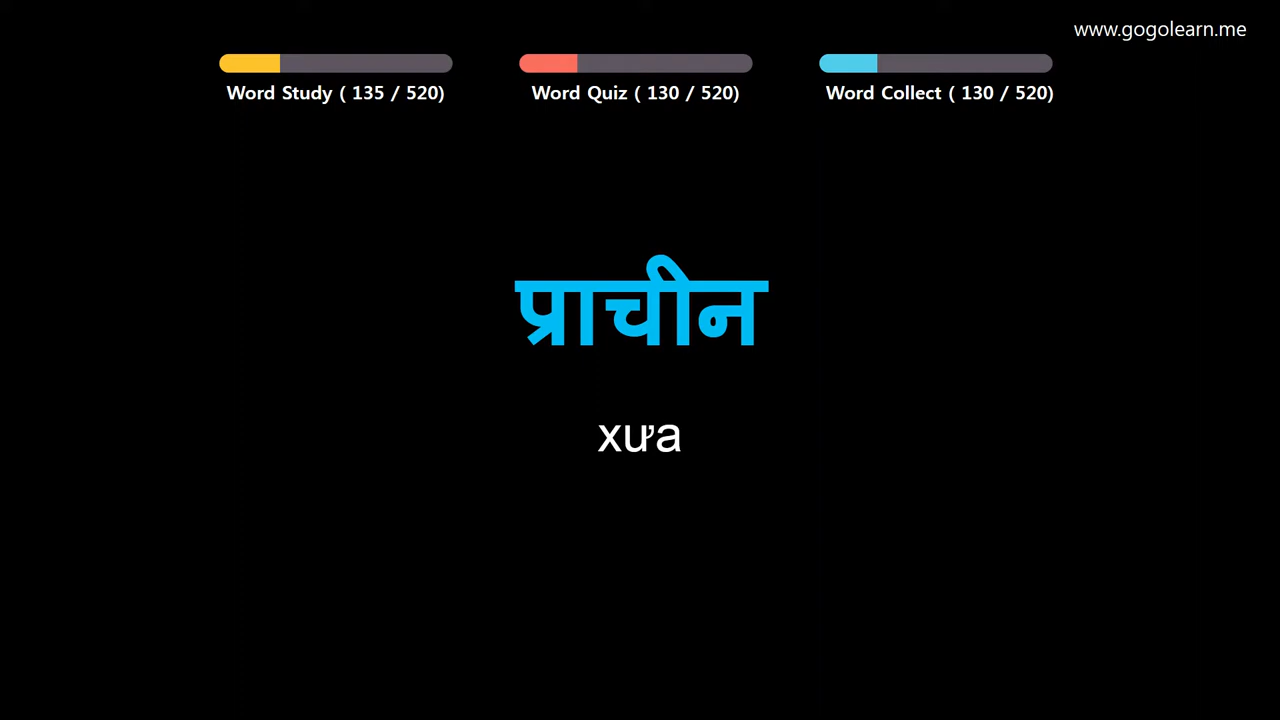 www.gogolearn.me
Word Study ( 135 / 520)
Word Quiz ( 130 / 520)
Word Collect ( 130 / 520)
प्राचीन
xưa